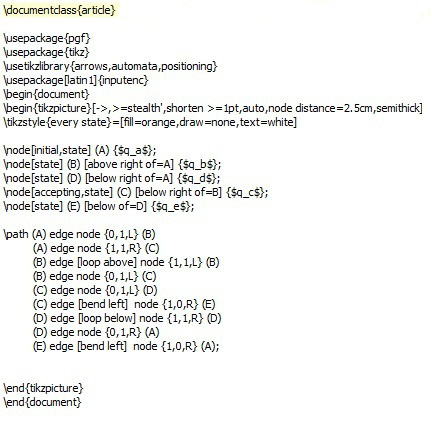 \documentclass{article}
\usepackage{pgf}
\usepackage{tikz}
\usetikzlibrary{arrows,automata,positioning}
\usepackage[latin1]{inputenc}
\begin{document}
\begin{tikzpicture}[->,>=stealth',shorten >=1pt,auto,node distance=2.5cm,semithick]
\tikzstyle{every state}=[fill=orange,draw=none,text=white]
\node[initial,state] (A) {$q_a$};
\node[state] (B) [above right of=A] {$q_b$};
\node[state] (D) [below right of=A] {$q_d$};
\node[accepting,state] (C) [below right of=B] {$q_c$};
\node[state] (E) [below of=D] {$q_e$};
\path (A) edge node {0,1,L} (B)
(A) edge node {1,1,R} (C)
(B) edge [loop above] node {1,1,L} (B)
(B) edge node {0,1,L} (C)
(C) edge node {0,1,L} (D)
(C) edge [bend left] node {1,0,R} (E)
(D) edge [loop below] node {1,1,R} (D)
(D) edge node {0,1,R} (A)
(E) edge [bend left] node {1,0,R} (A);
\end{tikzpicture}
\end{document}